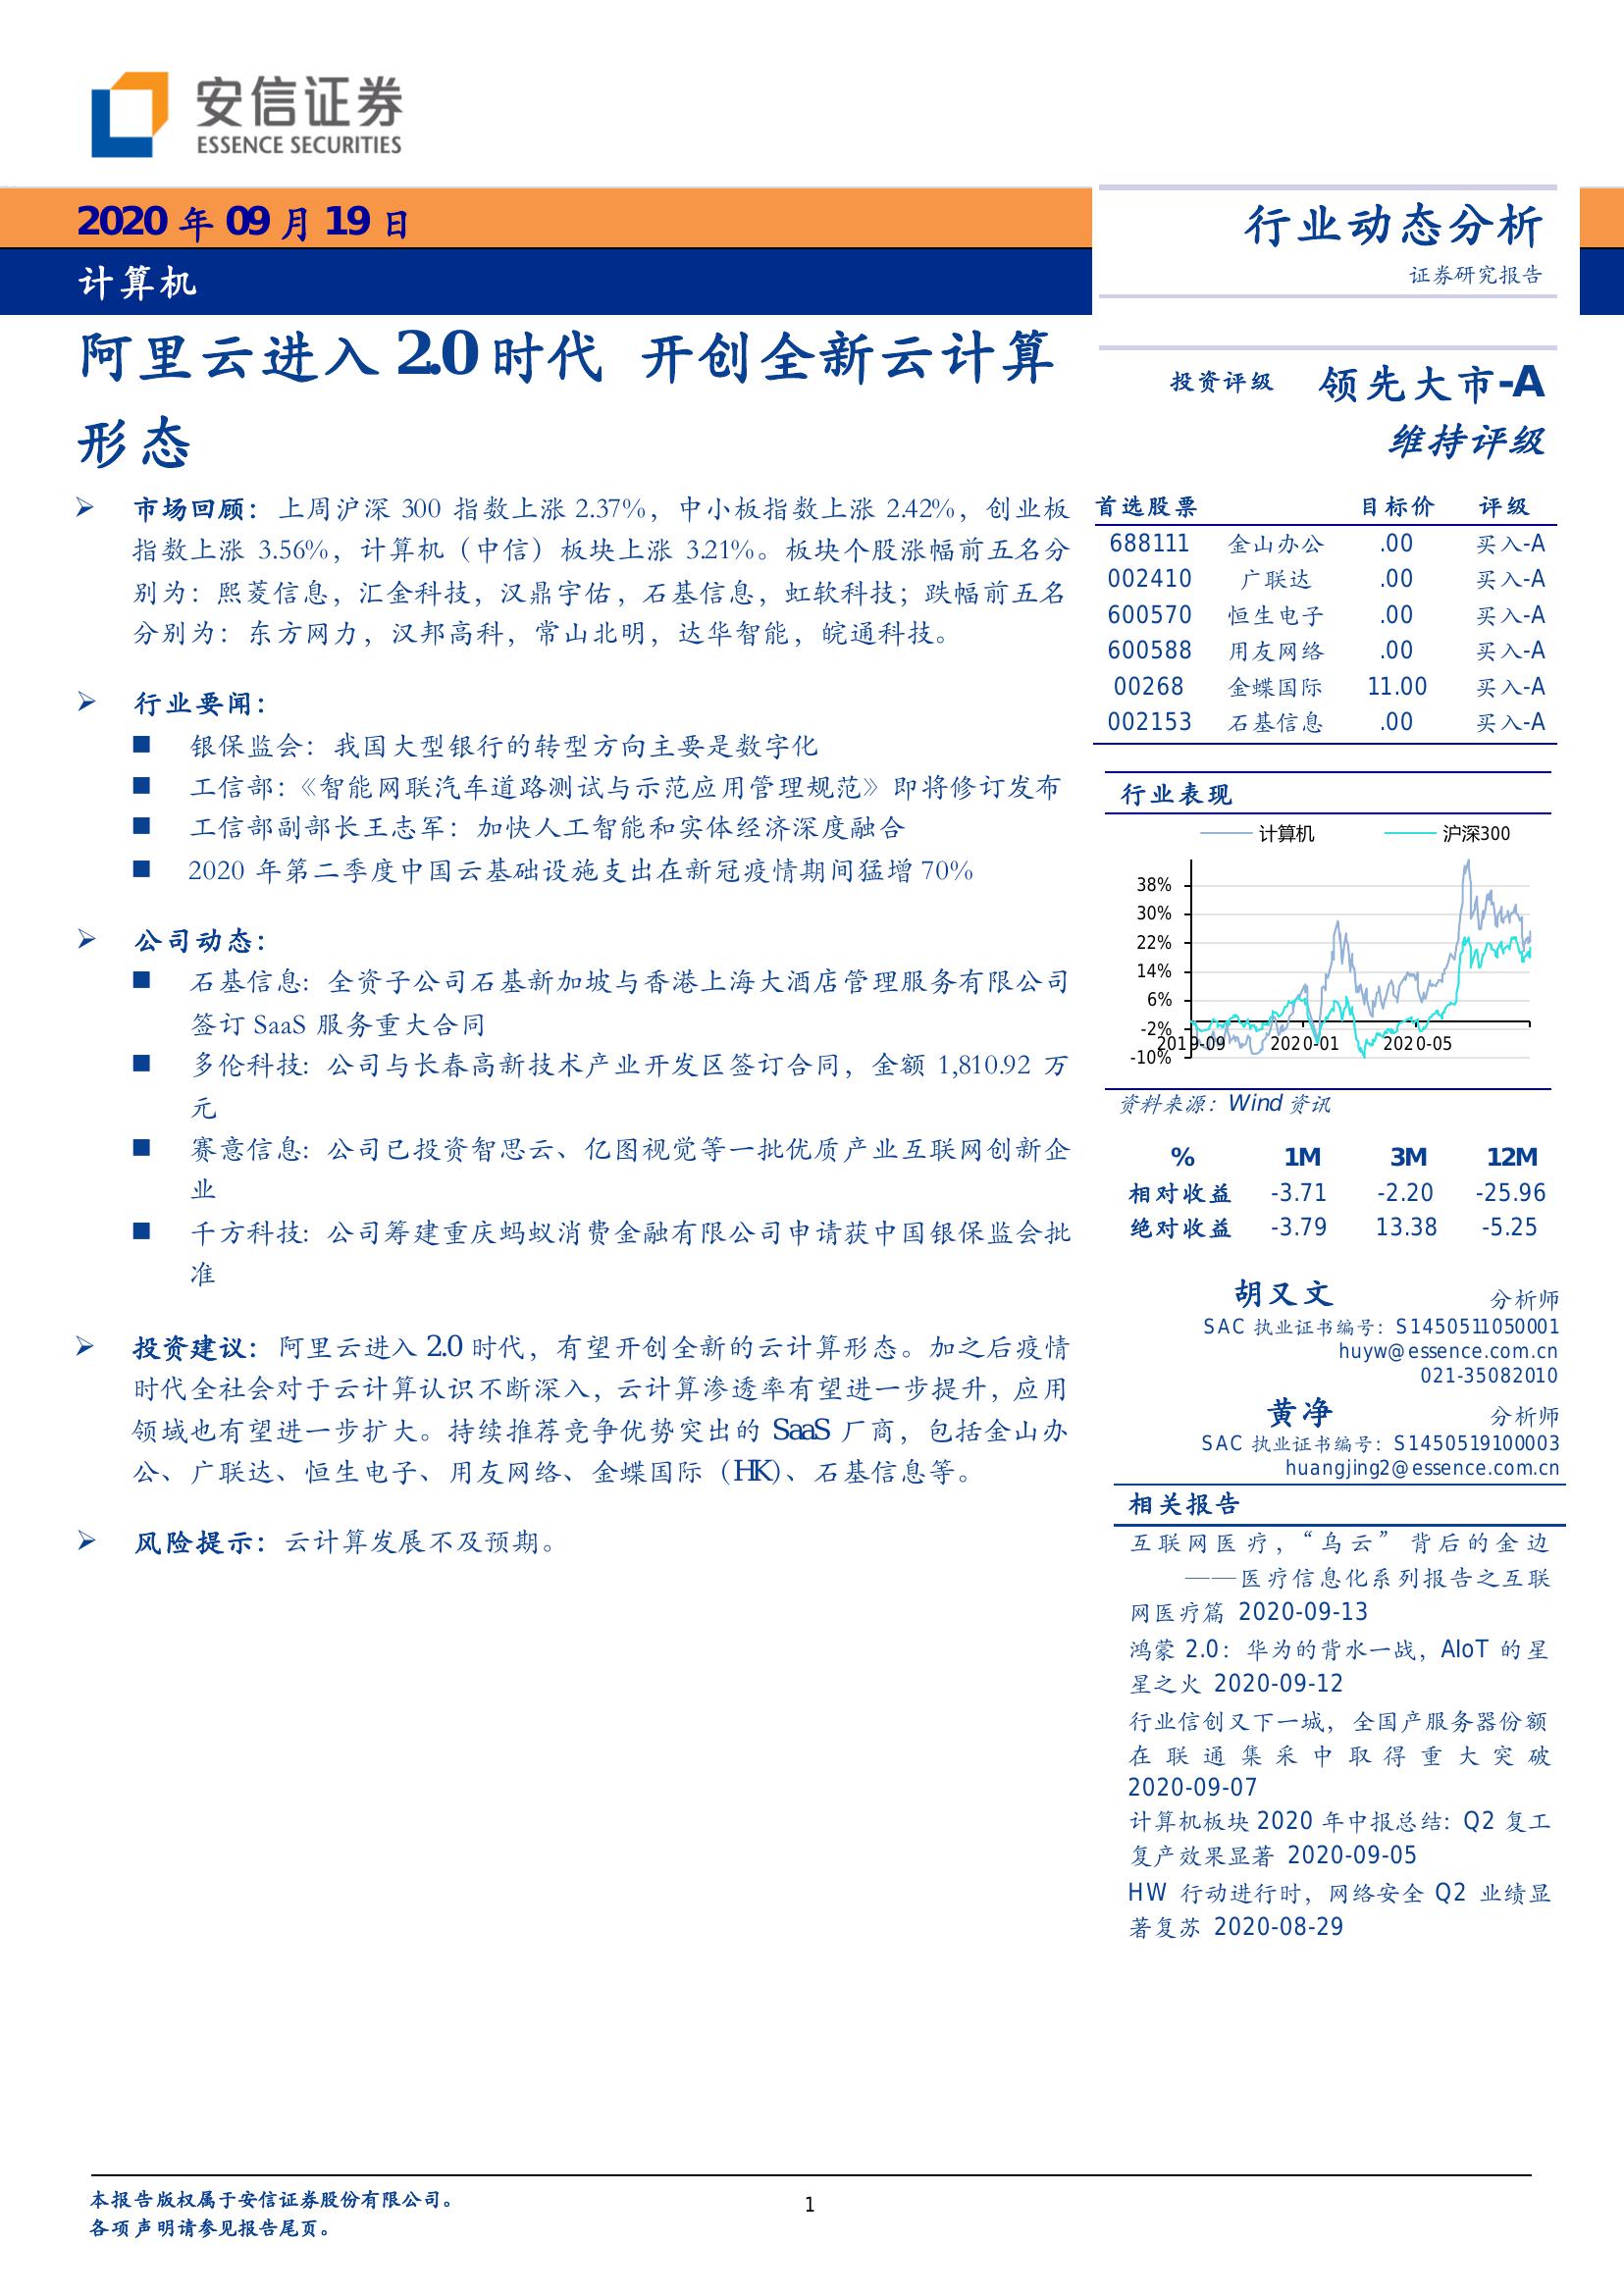 安信证券
ESSENCE SECURITIES
2020 年 09 月 19 日
计算机
行业动态分析
证券研究报告
阿里云进入 2.0 时代 开创全新云计算
形态
市场回顾：上周沪深 300 指数上涨 2.37%，中小板指数上涨 2.42%，创业板
指数上涨 3.56%，计算机（中信）板块上涨 3.21%。板块个股涨幅前五名分
别为：熙菱信息，汇金科技，汉鼎宇佑，石基信息，虹软科技；跌幅前五名
分别为：东方网力，汉邦高科，常山北明，达华智能，皖通科技。
行业要闻：
银保监会：我国大型银行的转型方向主要是数字化
工信部：《智能网联汽车道路测试与示范应用管理规范》即将修订发布
工信部副部长王志军：加快人工智能和实体经济深度融合
2020 年第二季度中国云基础设施支出在新冠疫情期间猛增 70%
公司动态：
石基信息：全资子公司石基新加坡与香港上海大酒店管理服务有限公司
签订 SaaS 服务重大合同
多伦科技：公司与长春高新技术产业开发区签订合同，金额 1,810.92 万
元
赛意信息：公司已投资智思云、亿图视觉等一批优质产业互联网创新企
业
千方科技：公司筹建重庆蚂蚁消费金融有限公司申请获中国银保监会批
准
投资建议：阿里云进入 2.0 时代，有望开创全新的云计算形态。加之后疫情
时代全社会对于云计算认识不断深入，云计算渗透率有望进一步提升，应用
领域也有望进一步扩大。持续推荐竞争优势突出的 SaaS 厂商，包括金山办
公、广联达、恒生电子、用友网络、金蝶国际（HK）、石基信息等。
风险提示：云计算发展不及预期。
投资评级 领先大市-A
维持评级
首选股票 目标价 评级
688111 金山办公 .00 买入-A
002410 广联达 .00 买入-A
600570 恒生电子 .00 买入-A
600588 用友网络 .00 买入-A
00268 金蝶国际 11.00 买入-A
002153 石基信息 .00 买入-A
行业表现
计算机 沪深300
38%
30%
22%
14%
6%
-2%
-10%
2019-09 2020-01 2020-05
资料来源：Wind 资讯
% 1M 3M 12M
相对收益 -3.71 -2.20 -25.96
绝对收益 -3.79 13.38 -5.25
胡又文 分析师
SAC 执业证书编号：S1450511050001
huyw@essence.com.cn
021-35082010
黄净 分析师
SAC 执业证书编号：S1450519100003
huangjing2@essence.com.cn
相关报告
互联网医疗，“乌云”背后的金边
——医疗信息化系列报告之互联
网医疗篇 2020-09-13
鸿蒙 2.0：华为的背水一战，AIoT 的星
星之火 2020-09-12
行业信创又下一城，全国产服务器份额
在联通集采中取得重大突破
2020-09-07
计算机板块 2020 年中报总结：Q2 复工
复产效果显著 2020-09-05
HW 行动进行时，网络安全 Q2 业绩显
著复苏 2020-08-29
本报告版权属于安信证券股份有限公司。
各项声明请参见报告尾页。
1